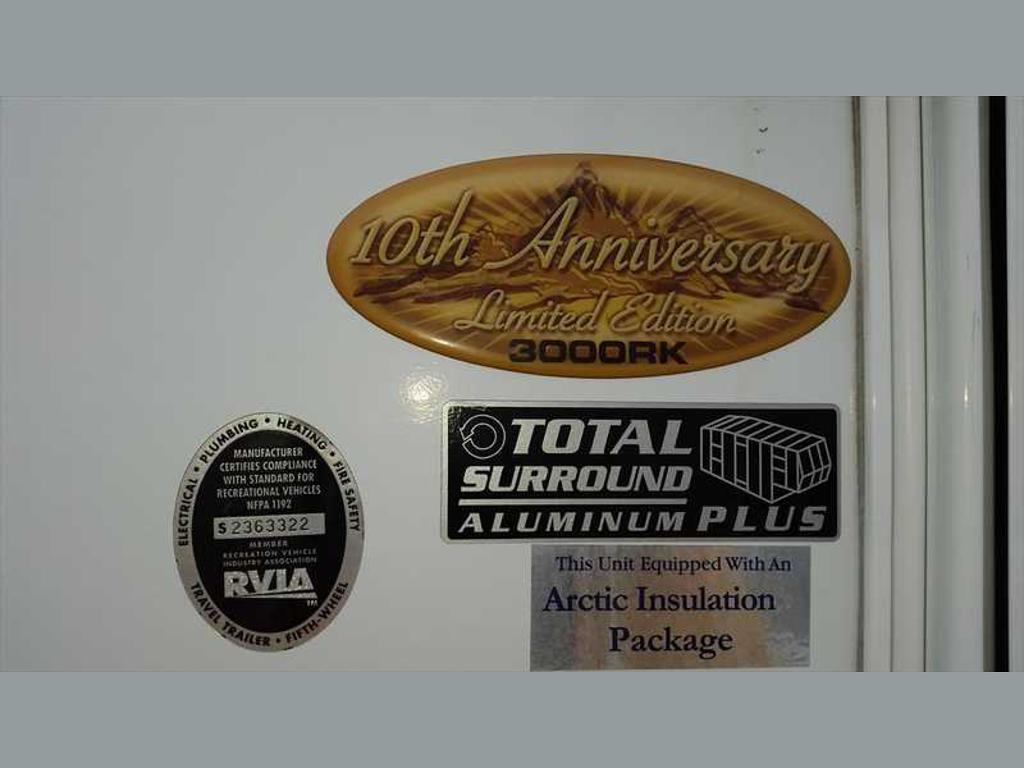 10th Anniversary
Limited Edition
3000RK
TOTAL
SURROUND
ALUMINUM PLUS
This Unit Equipped With An
Arctic Insulation
Package
ELECTRICAL • PLUMBING • HEATING • FIRE SAFETY
MANUFACTURER
CERTIFIES COMPLIANCE
WITH STANDARD FOR
RECREATIONAL VEHICLES
NFPA 1192
S 2363322
MEMBER
RECREATION VEHICLE
INDUSTRY ASSOCIATION
RVIA
TM
TRAVEL TRAILER • FIFTH-WHEEL